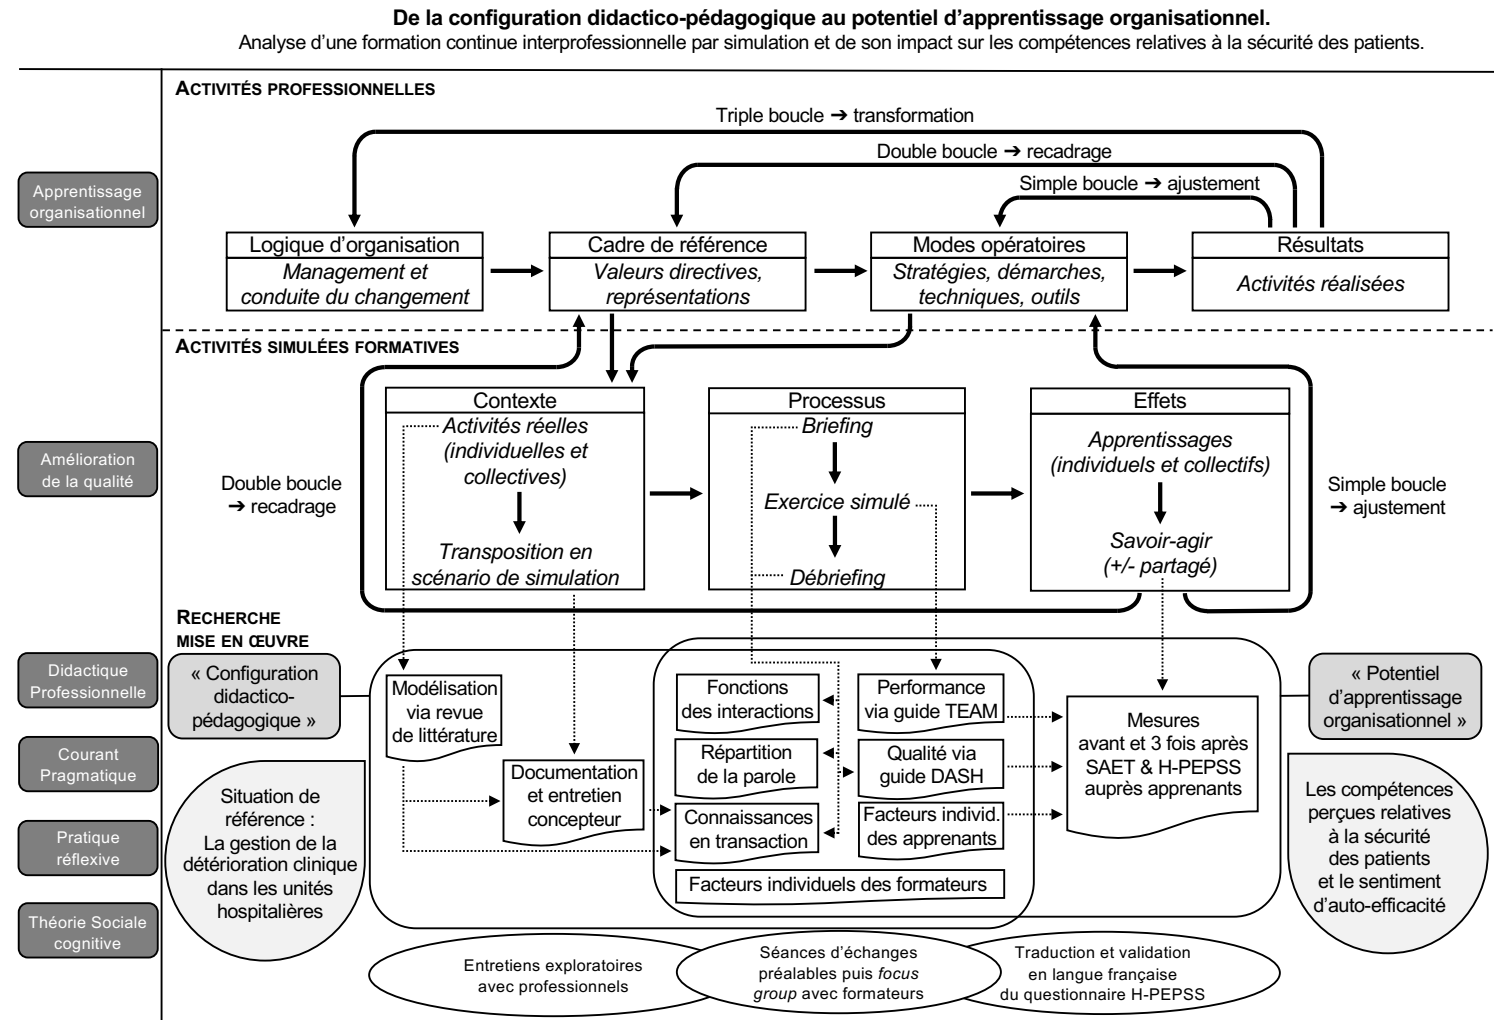 De la configuration didactico-pédagogique au potentiel d’apprentissage organisationnel.
Analyse d’une formation continue interprofessionnelle par simulation et de son impact sur les compétences relatives à la sécurité des patients.
ACTIVITÉS PROFESSIONNELLES
Triple boucle ➔ transformation
Double boucle ➔ recadrage
Simple boucle ➔ ajustement
Apprentissage
organisationnel
Logique d’organisation
Management et
conduite du changement
Cadre de référence
Valeurs directives,
représentations
Modes opératoires
Stratégies, démarches,
techniques, outils
Résultats
Activités réalisées
ACTIVITÉS SIMULÉES FORMATIVES
Amélioration
de la qualité
Double boucle
➔ recadrage
Contexte
Activités réelles
(individuelles et
collectives)
Transposition en
scénario de simulation
Processus
Briefing
Exercice simulé
Débriefing
Effets
Apprentissages
(individuels et collectifs)
Savoir-agir
(+/- partagé)
Simple boucle
➔ ajustement
RECHERCHE
MISE EN ŒUVRE
Didactique
Professionnelle
Courant
Pragmatique
Pratique
réflexive
Théorie Sociale
cognitive
« Configuration
didactico-
pédagogique »
Situation de
référence :
La gestion de la
détérioration clinique
dans les unités
hospitalières
Modélisation
via revue
de littérature
Documentation
et entretien
concepteur
Fonctions
des interactions
Répartition
de la parole
Connaissances
en transaction
Performance
via guide TEAM
Qualité via
guide DASH
Facteurs individ.
des apprenants
Facteurs individuels des formateurs
Mesures
avant et 3 fois après
SAET & H-PEPSS
auprès apprenants
« Potentiel
d’apprentissage
organisationnel »
Les compétences
perçues relatives
à la sécurité
des patients
et le sentiment
d’auto-efficacité
Entretiens exploratoires
avec professionnels
Séances d’échanges
préalables puis focus
group avec formateurs
Traduction et validation
en langue française
du questionnaire H-PEPSS